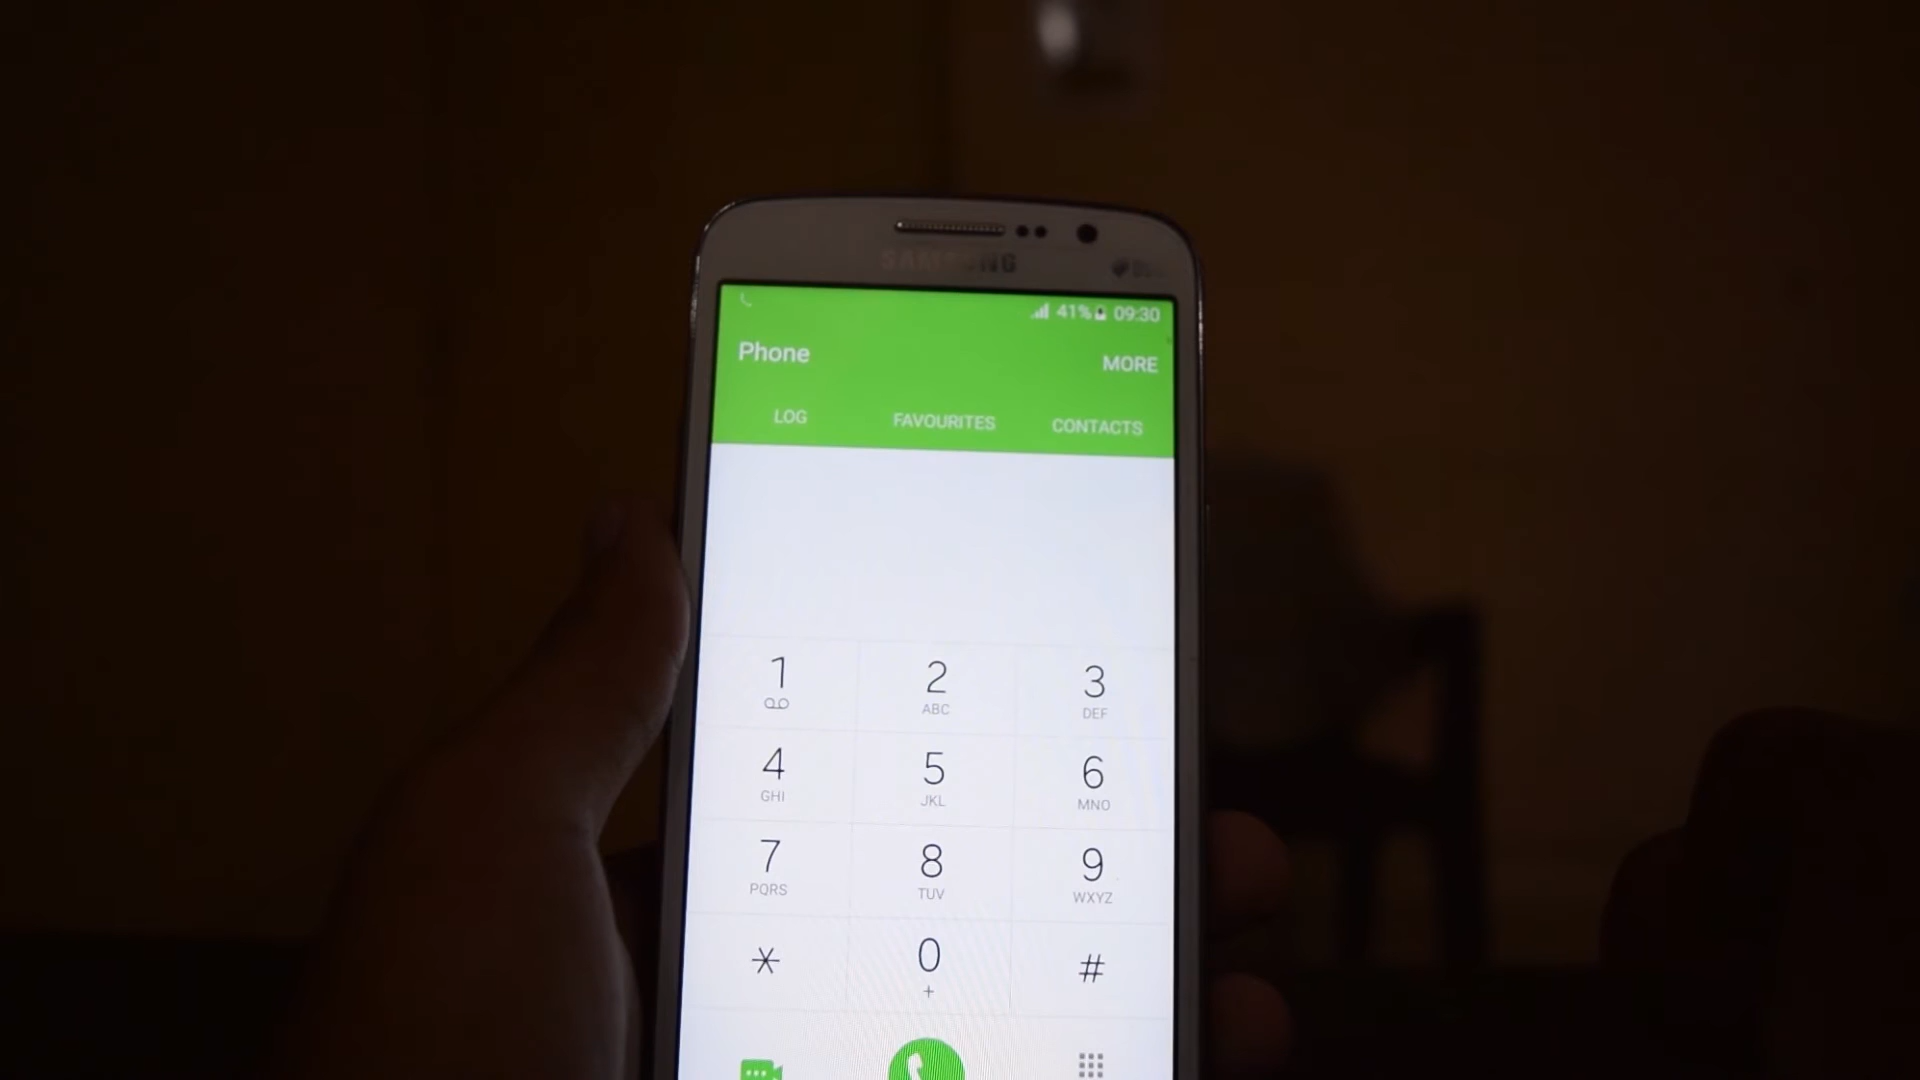 SAMSUNG
41% 09:30
Phone
MORE
LOG FAVOURITES CONTACTS
1 2 3
ABC DEF
4 5 6
GHI JKL MNO
7 8 9
PQRS TUV WXYZ
* 0 #
+